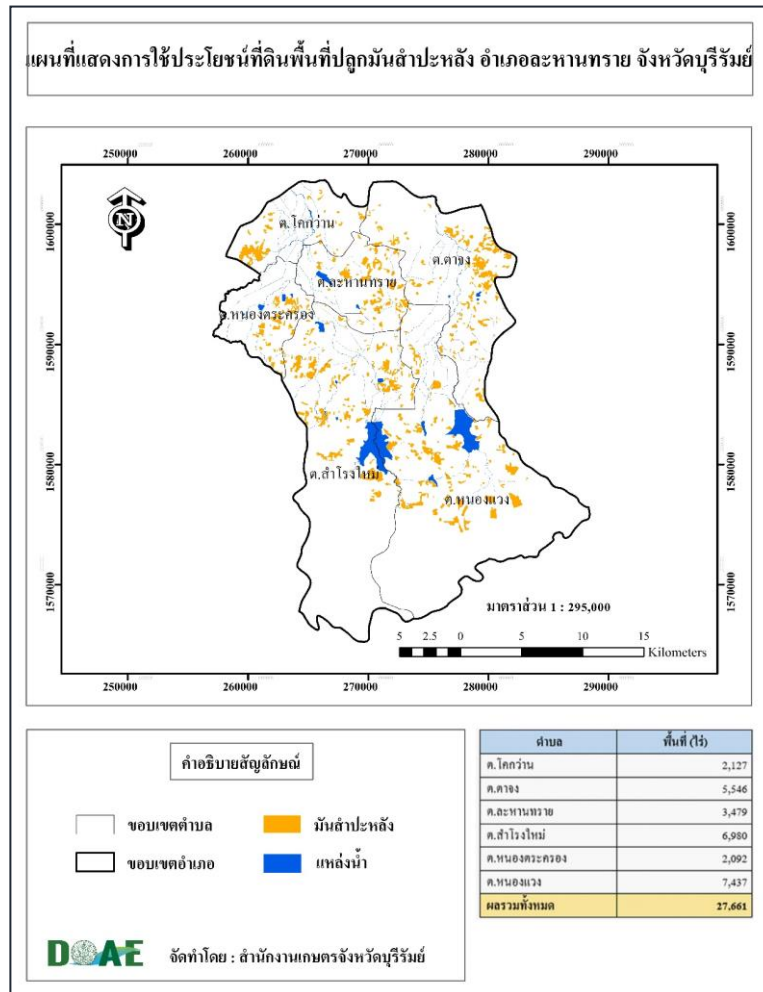 แผนที่แสดงการใช้ประโยชน์ที่ดินพื้นที่ปลูกมันสำปะหลัง อำเภอละหานทราย จังหวัดบุรีรัมย์
250000 260000 270000 280000 290000
N
1600000 1600000
1590000 1590000
1580000 1580000
1570000 1570000
ต.โคกว่าน
ต.ตาจง
ต.ละหานทราย
ต.หนองตระครอง
ต.สำโรงใหม่
ต.หนองแวง
มาตราส่วน 1 : 295,000
5 2.5 0 5 10 15
Kilometers
250000 260000 270000 280000 290000
คำอธิบายสัญลักษณ์
ขอบเขตตำบล มันสำปะหลัง
ขอบเขตอำเภอ แหล่งน้ำ
DOAE จัดทำโดย : สำนักงานเกษตรจังหวัดบุรีรัมย์
ตำบล พื้นที่ (ไร่)
ต.โคกว่าน 2,127
ต.ตาจง 5,546
ต.ละหานทราย 3,479
ต.สำโรงใหม่ 6,980
ต.หนองตระครอง 2,092
ต.หนองแวง 7,437
ผลรวมทั้งหมด 27,661